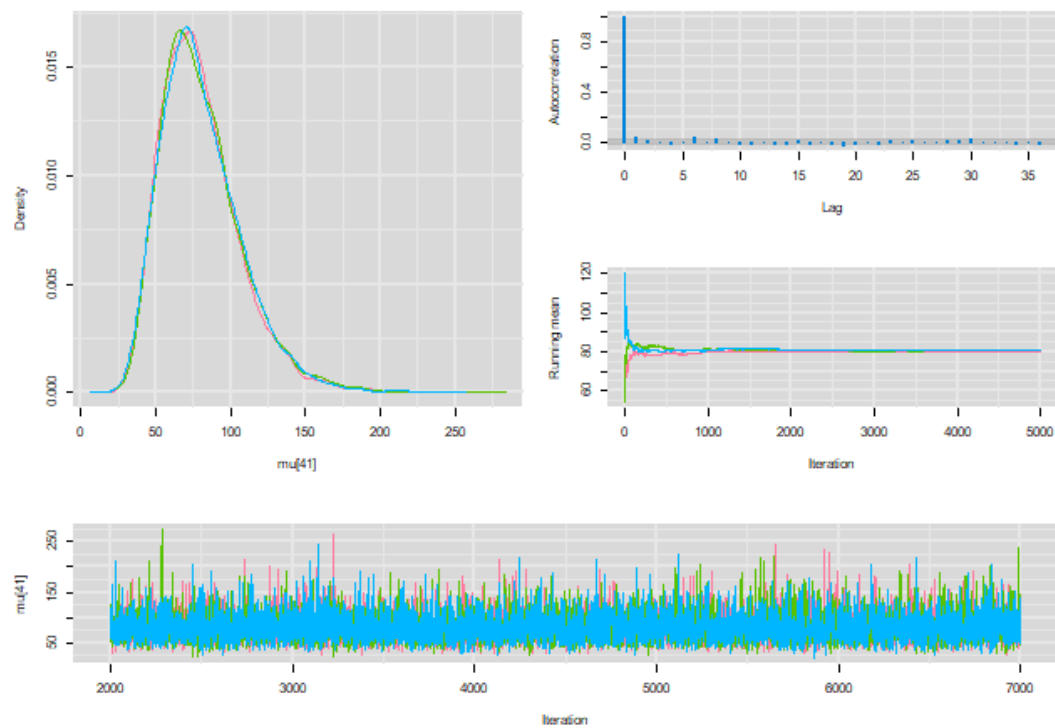 Density
0.000
0.005
0.010
0.015
0 50 100 150 200 250
mu[41]
Autocorrelation
0.0 0.4 0.8
0 5 10 15 20 25 30 35
Lag
Running mean
60 80 100 120
0 1000 2000 3000 4000 5000
Iteration
mu[41]
50 150 250
2000 3000 4000 5000 6000 7000
Iteration